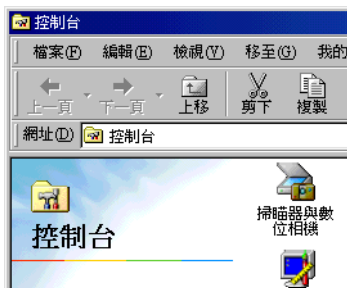 控制台
檔案(F) 編輯(E) 檢視(V) 移至(G) 我的
上一頁 下一頁 上移 剪下 複製
網址(D) 控制台
控制台
掃瞄器與數
位相機